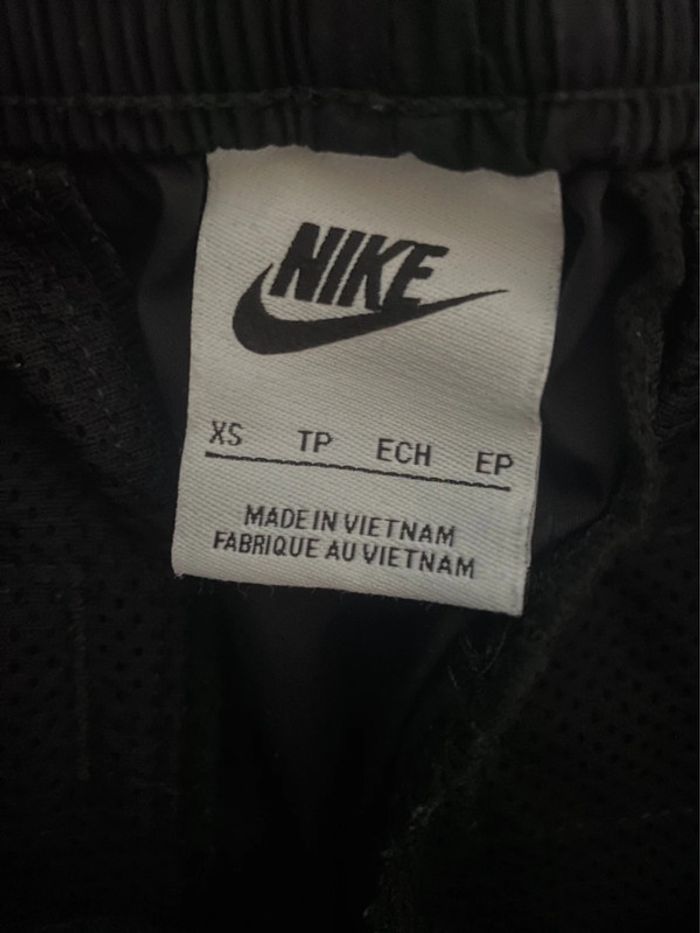 NIKE
XS TP ECH EP
MADE IN VIETNAM
FABRIQUE AU VIETNAM